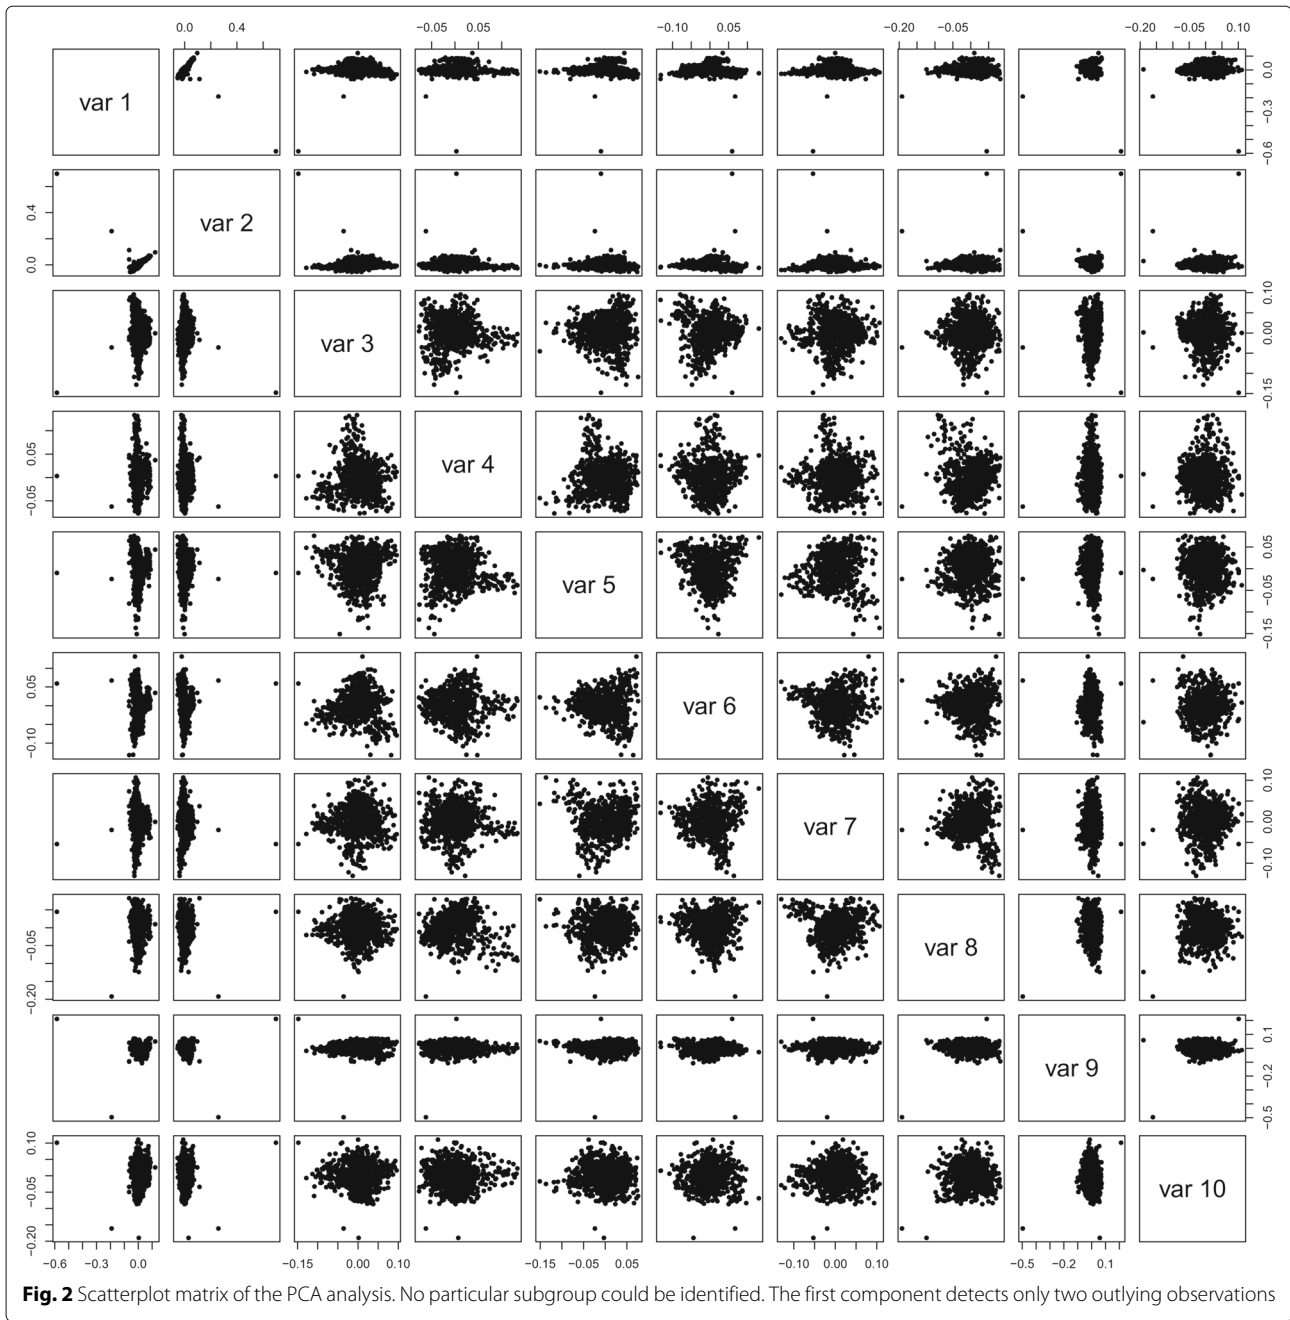 0.0 0.4 −0.05 0.05 −0.10 0.05 −0.20 −0.05 −0.20 −0.05 0.10
var 1
0.0
−0.3
−0.6
var 2
0.4
0.0
var 3
0.10
0.00
−0.15
var 4
0.05
−0.05
var 5
0.05
−0.05
−0.15
var 6
0.05
−0.10
var 7
0.10
0.00
−0.10
var 8
−0.05
−0.20
var 9
0.1
−0.2
−0.5
var 10
0.10
−0.05
−0.20
−0.6 −0.3 0.0 −0.15 0.00 0.10 −0.15 −0.05 0.05 −0.10 0.00 0.10 −0.5 −0.2 0.1
Fig. 2 Scatterplot matrix of the PCA analysis. No particular subgroup could be identified. The first component detects only two outlying observations